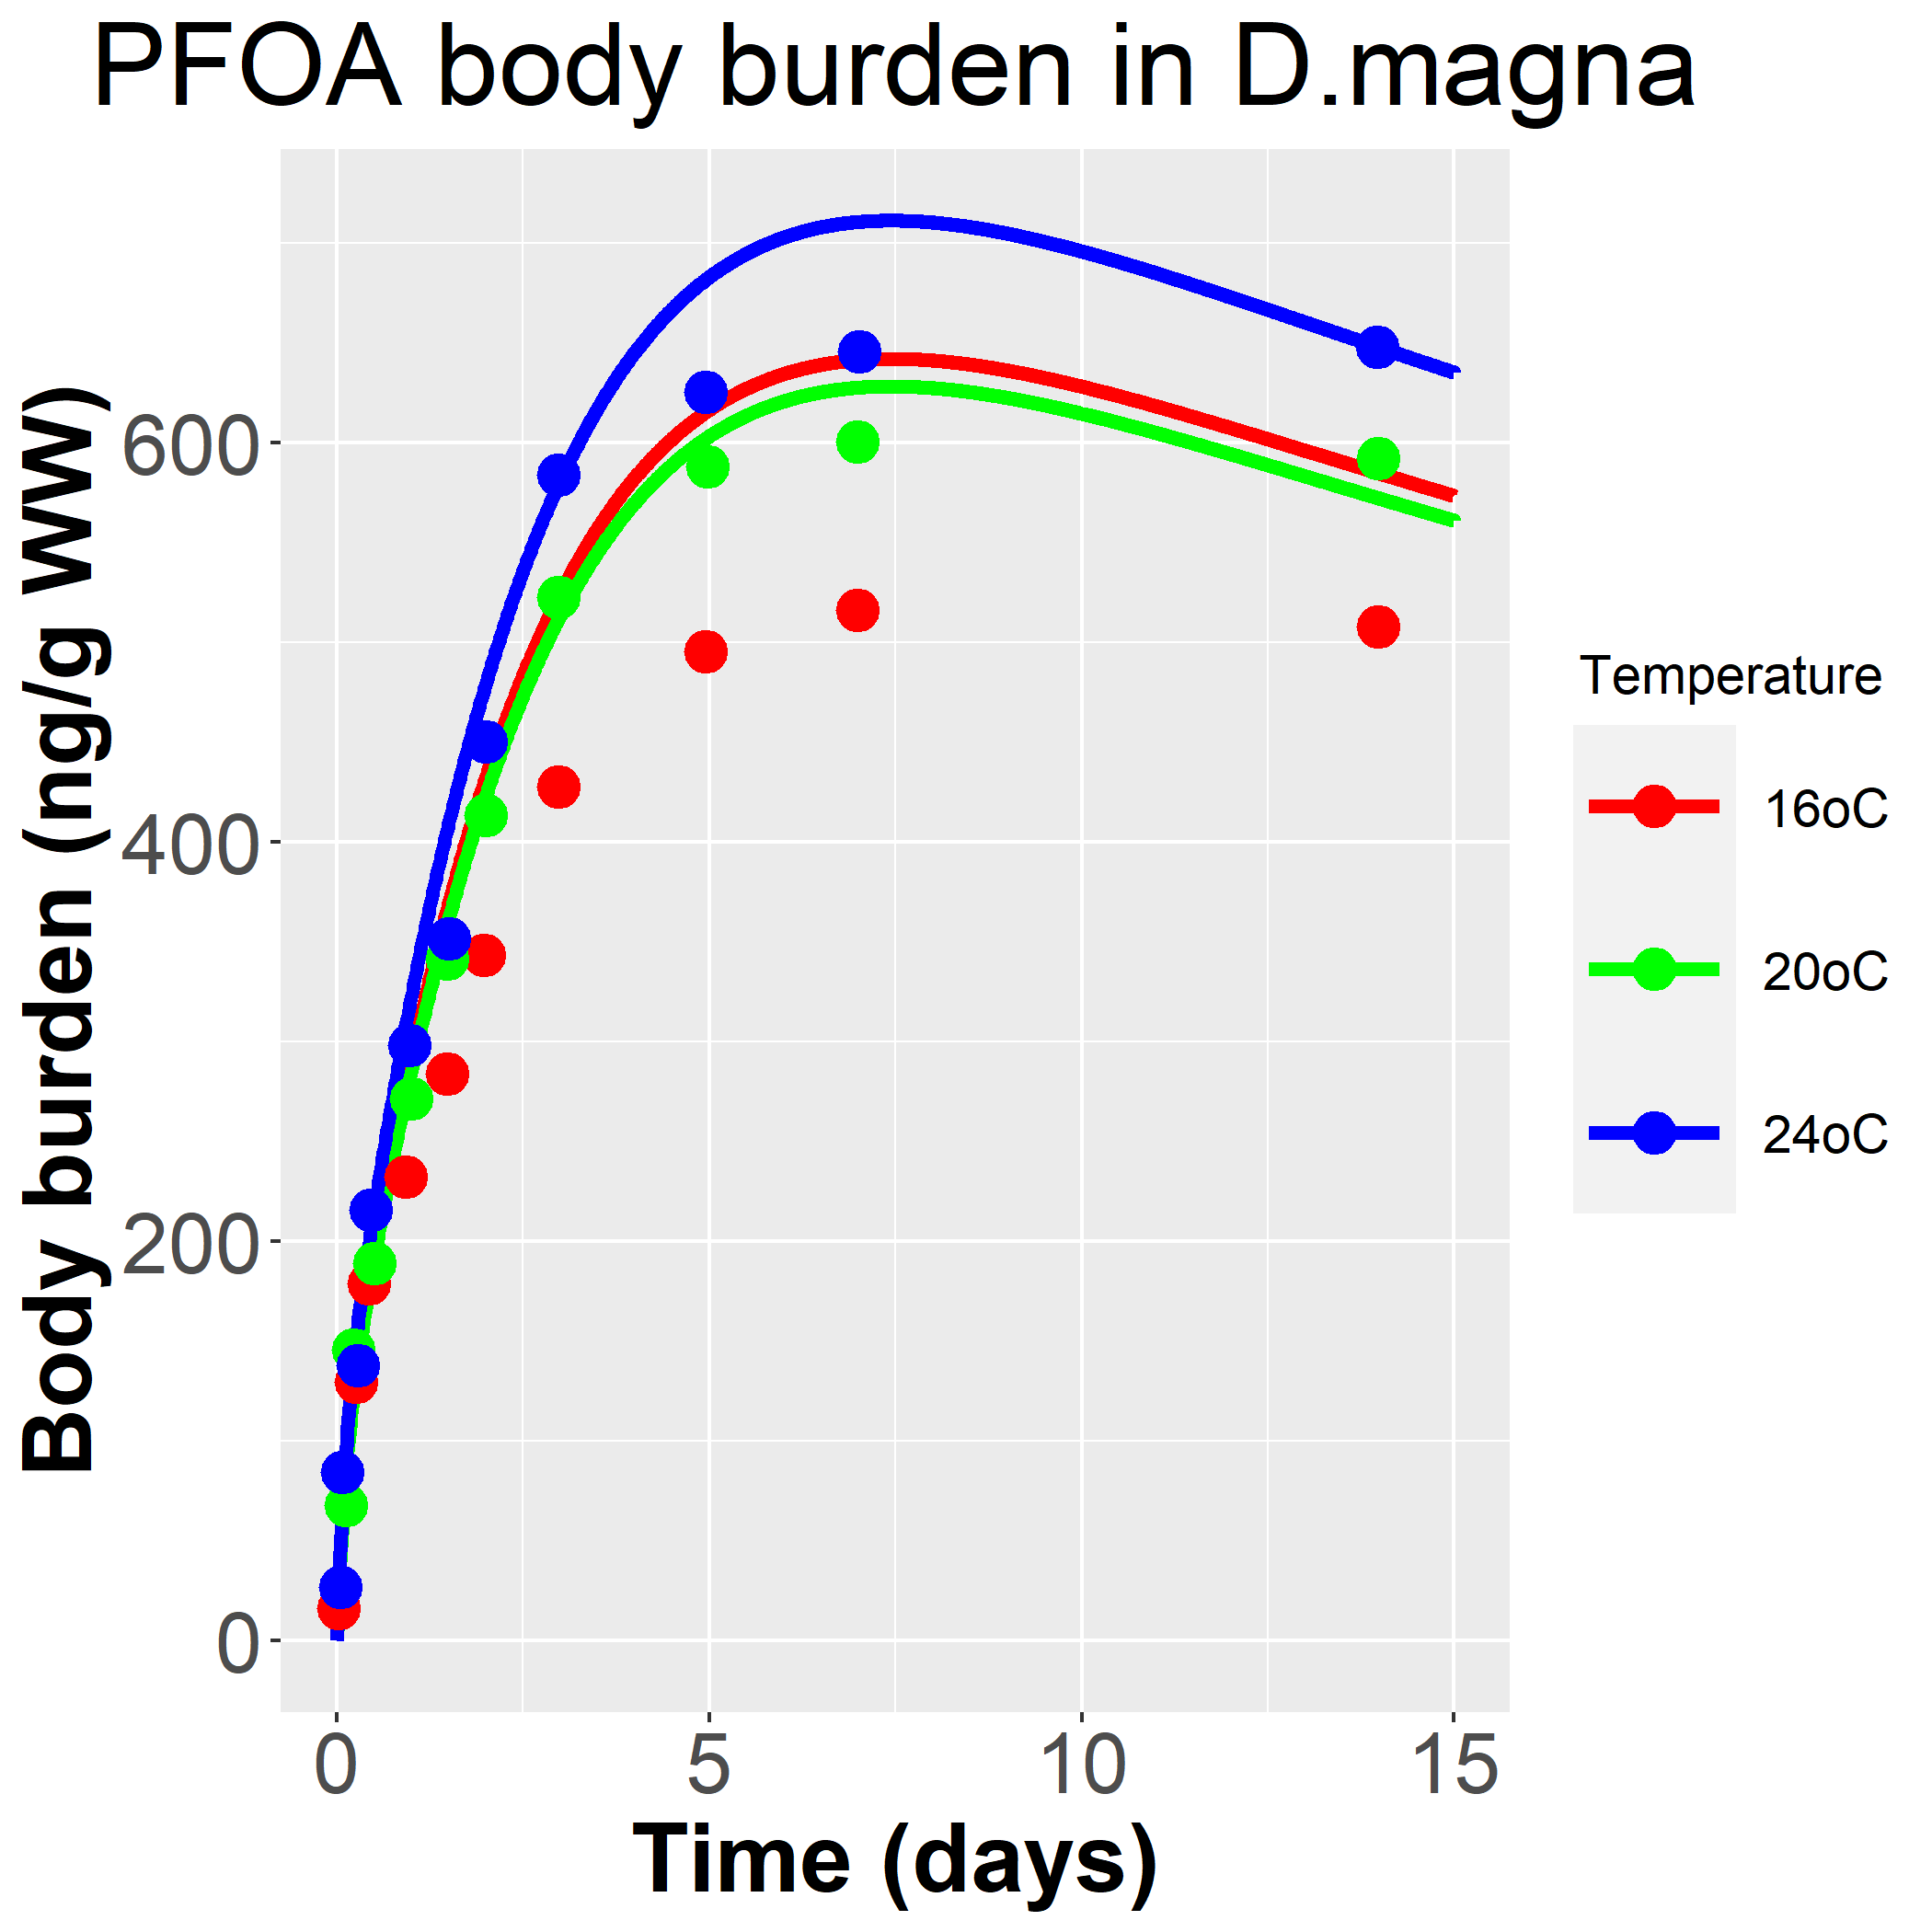 PFOA body burden in D.magna
Body burden (ng/g WW)
600
400
200
0
0 5 10 15
Time (days)
Temperature
16oC
20oC
24oC